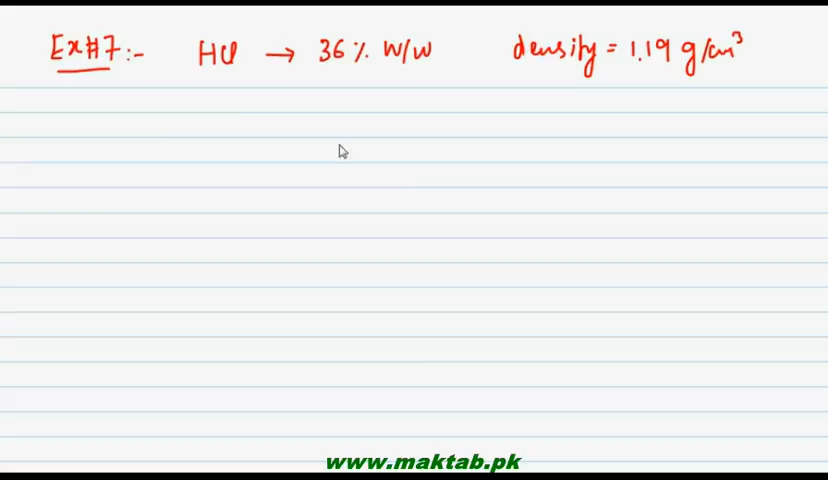 Ex#7:- HCl → 36% W/W density = 1.19 g/cm³
www.maktab.pk